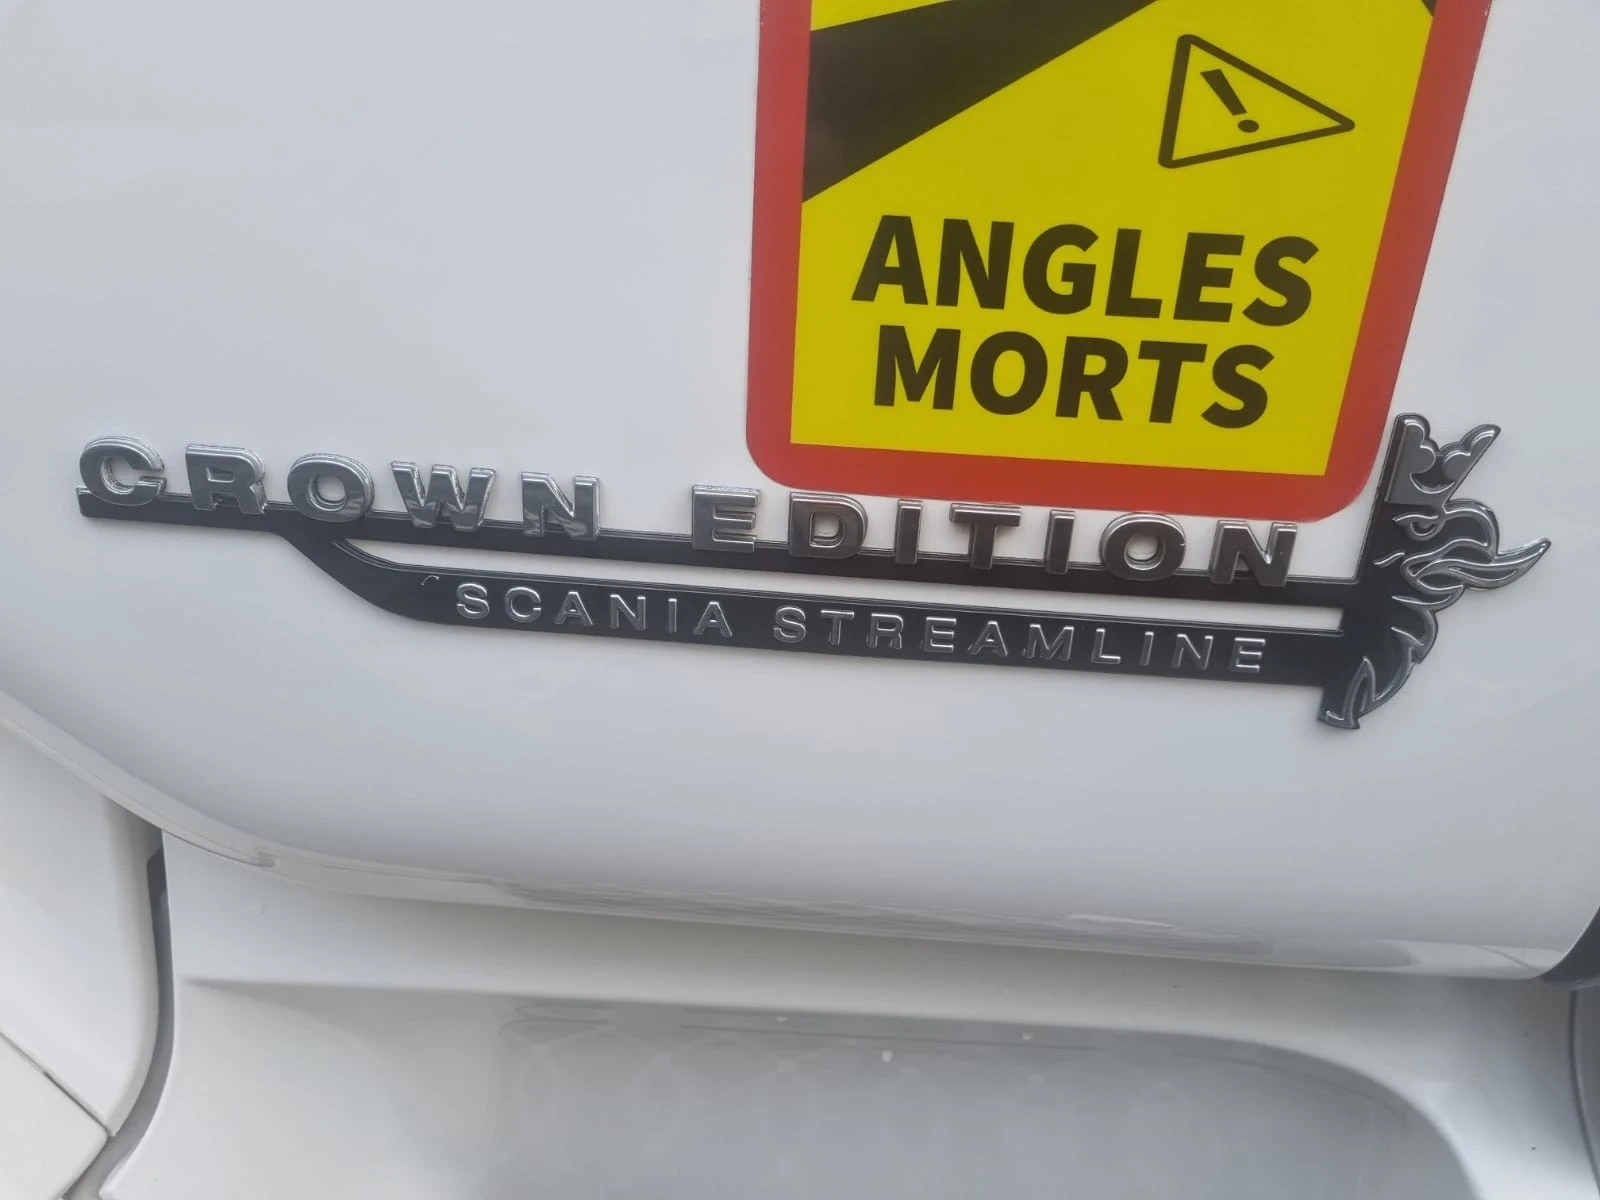 ANGLES
MORTS
CROWN EDITION
SCANIA STREAMLINE